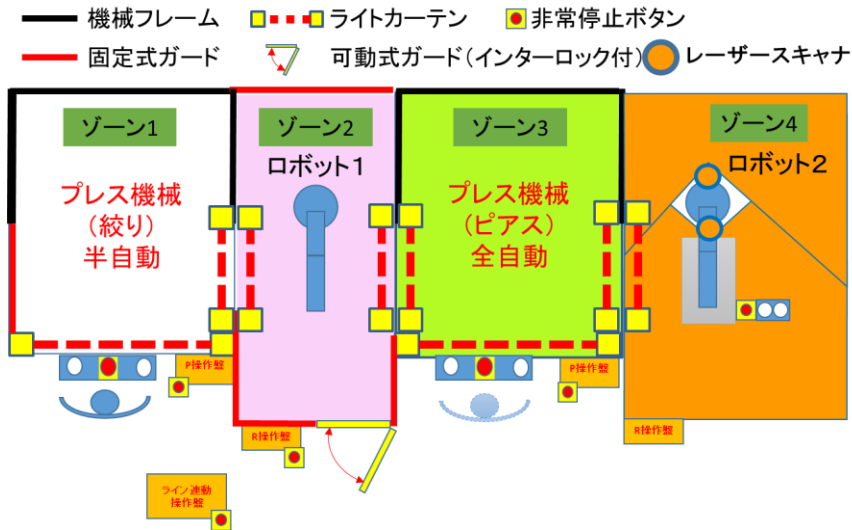 機械フレーム
ライトカーテン
非常停止ボタン
固定式ガード
可動式ガード(インターロック付)
レーザースキャナ
ゾーン1
ゾーン2
ゾーン3
ゾーン4
ロボット1
ロボット2
プレス機械
(絞り)
半自動
プレス機械
(ピアス)
全自動
P操作盤
P操作盤
R操作盤
R操作盤
ライン連動
操作盤